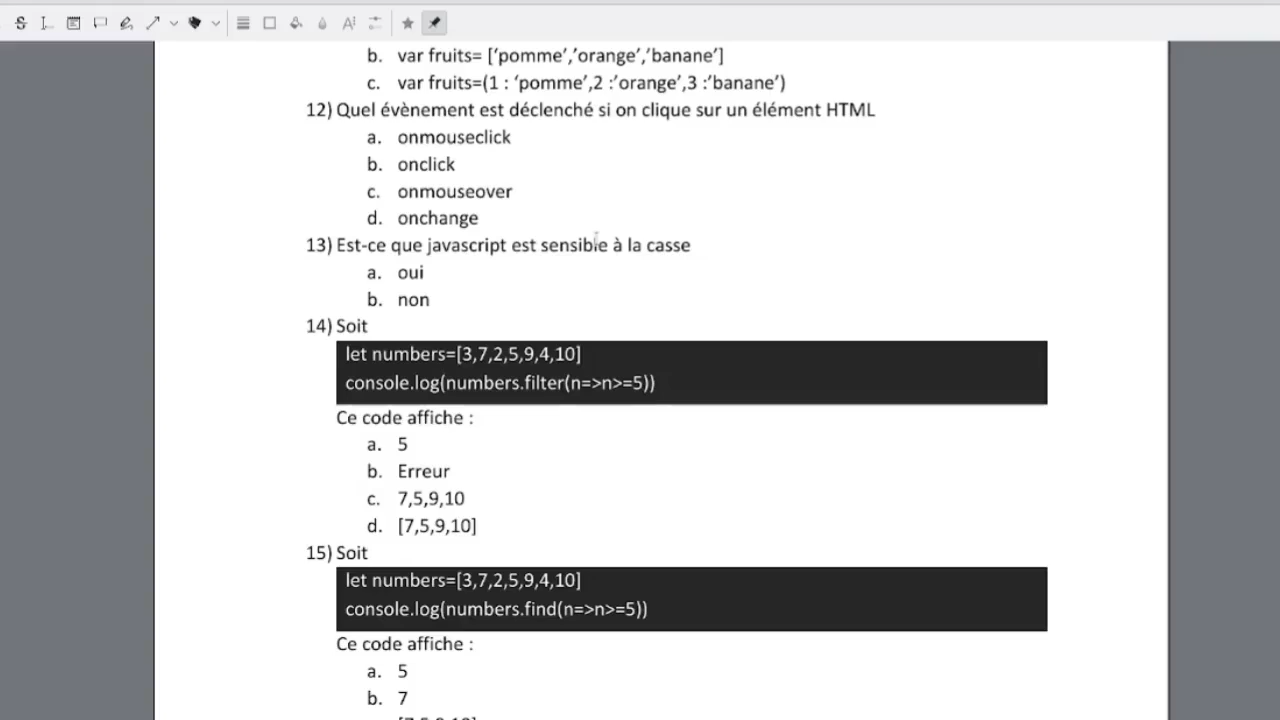 b. var fruits= [‘pomme’,’orange’,’banane’]
c. var fruits=(1 : ‘pomme’,2 :’orange’,3 :’banane’)
12) Quel évènement est déclenché si on clique sur un élément HTML
a. onmouseclick
b. onclick
c. onmouseover
d. onchange
13) Est-ce que javascript est sensible à la casse
a. oui
b. non
14) Soit
let numbers=[3,7,2,5,9,4,10]
console.log(numbers.filter(n=>n>=5))
Ce code affiche :
a. 5
b. Erreur
c. 7,5,9,10
d. [7,5,9,10]
15) Soit
let numbers=[3,7,2,5,9,4,10]
console.log(numbers.find(n=>n>=5))
Ce code affiche :
a. 5
b. 7